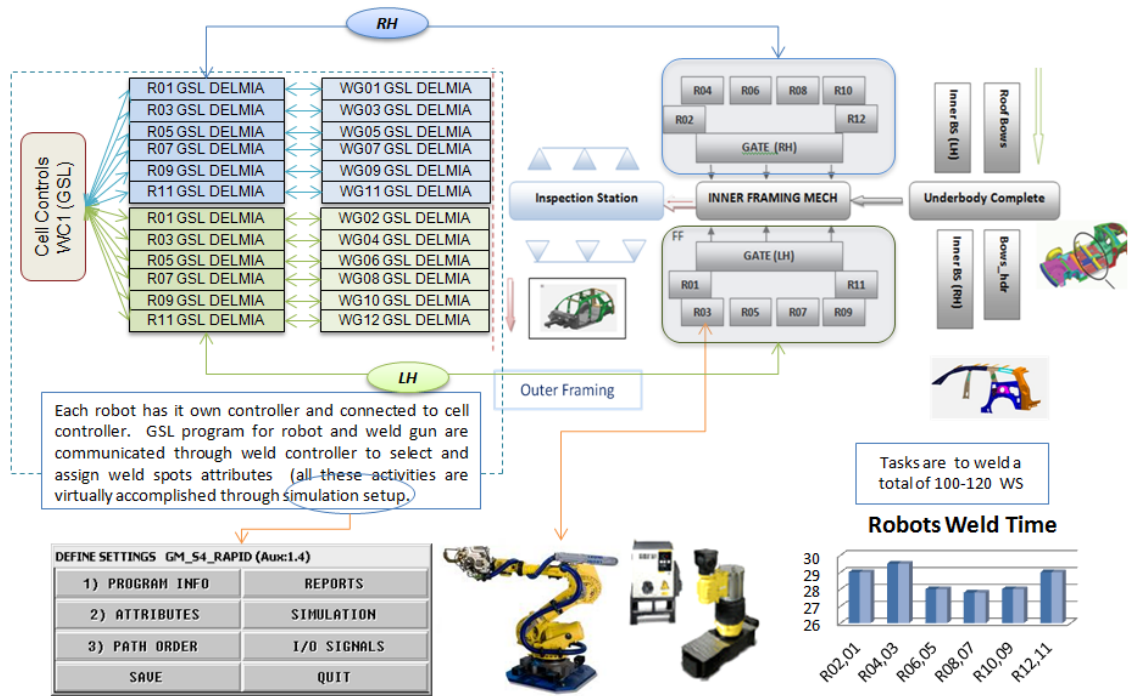 RH
Cell Controls
WC1 (GSL)
R01 GSL DELMIA
WG01 GSL DELMIA
R03 GSL DELMIA
WG03 GSL DELMIA
R05 GSL DELMIA
WG05 GSL DELMIA
R07 GSL DELMIA
WG07 GSL DELMIA
R09 GSL DELMIA
WG09 GSL DELMIA
R11 GSL DELMIA
WG11 GSL DELMIA
R01 GSL DELMIA
WG02 GSL DELMIA
R03 GSL DELMIA
WG04 GSL DELMIA
R05 GSL DELMIA
WG06 GSL DELMIA
R07 GSL DELMIA
WG08 GSL DELMIA
R09 GSL DELMIA
WG10 GSL DELMIA
R11 GSL DELMIA
WG12 GSL DELMIA
LH
R04
R06
R08
R10
R02
R12
GATE (RH)
Inspection Station
INNER FRAMING MECH
Underbody Complete
Inner BS (LH)
Roof Bows
FF
GATE (LH)
R01
R11
R03
R05
R07
R09
Inner BS (RH)
Bows_hdr
Outer Framing
Each robot has it own controller and connected to cell
controller. GSL program for robot and weld gun are
communicated through weld controller to select and
assign weld spots attributes (all these activities are
virtually accomplished through simulation setup.
Tasks are to weld a
total of 100-120 WS
DEFINE SETTINGS GM_S4_RAPID (Aux:1.4)
1) PROGRAM INFO
REPORTS
2) ATTRIBUTES
SIMULATION
3) PATH ORDER
I/O SIGNALS
SAVE
QUIT
Robots Weld Time
30
29
28
27
26
R02,01
R04,03
R06,05
R08,07
R10,09
R12,11